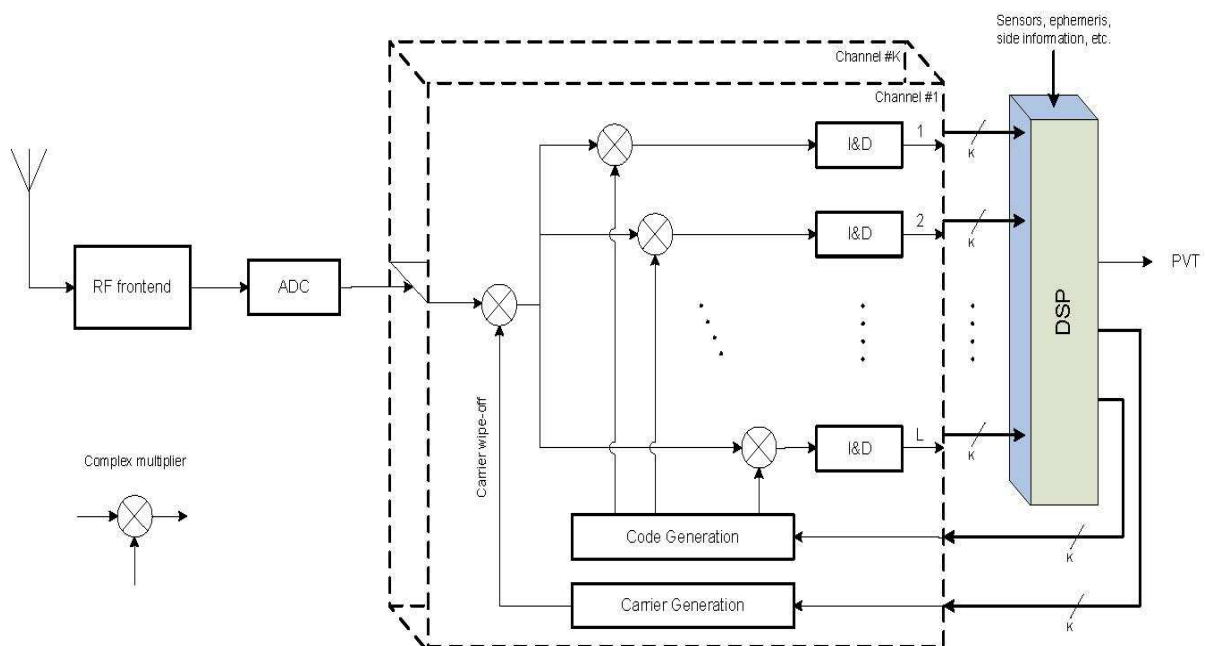 Sensors, ephemeris,
side information, etc.
Channel #K
Channel #1
I&D
1
K
I&D
2
K
RF frontend
ADC
PVT
DSP
Carrier wipe-off
I&D
L
K
Complex multiplier
Code Generation
K
Carrier Generation
K